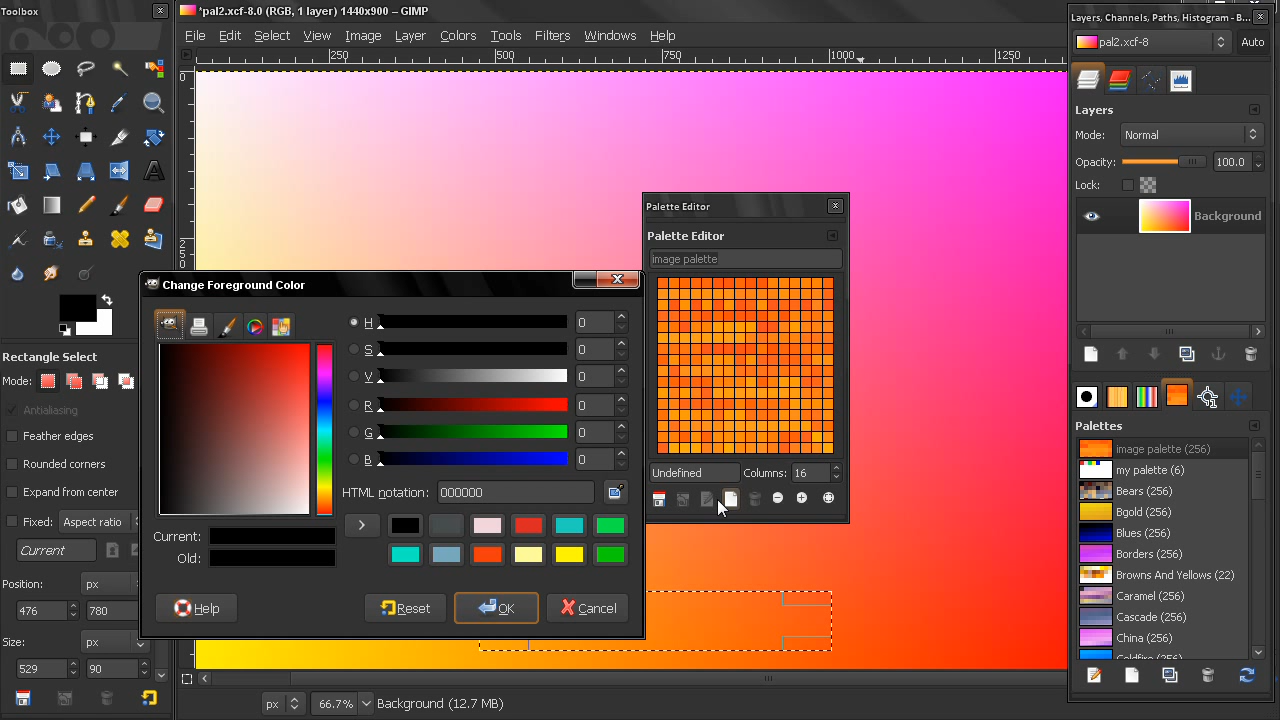 Toolbox
*pal2.xcf-8.0 (RGB, 1 layer) 1440x900 – GIMP
File Edit Select View Image Layer Colors Tools Filters Windows Help
250 500 750 1000 1250
0
2
5
0
Rectangle Select
Mode:
Antialiasing
Feather edges
Rounded corners
Expand from center
Fixed: Aspect ratio
Current
Position: px
476 780
Size: px
529 90
Change Foreground Color
H 0
S 0
V 0
R 0
G 0
B 0
HTML notation: 000000
Current:
Old:
Help Reset OK Cancel
Palette Editor
Palette Editor
image palette
Undefined Columns: 16
px 66.7% Background (12.7 MB)
Layers, Channels, Paths, Histogram - B...
pal2.xcf-8 Auto
Layers
Mode: Normal
Opacity: 100.0
Lock:
Background
Palettes
image palette (256)
my palette (6)
Bears (256)
Bgold (256)
Blues (256)
Borders (256)
Browns And Yellows (22)
Caramel (256)
Cascade (256)
China (256)
Coldfire (256)